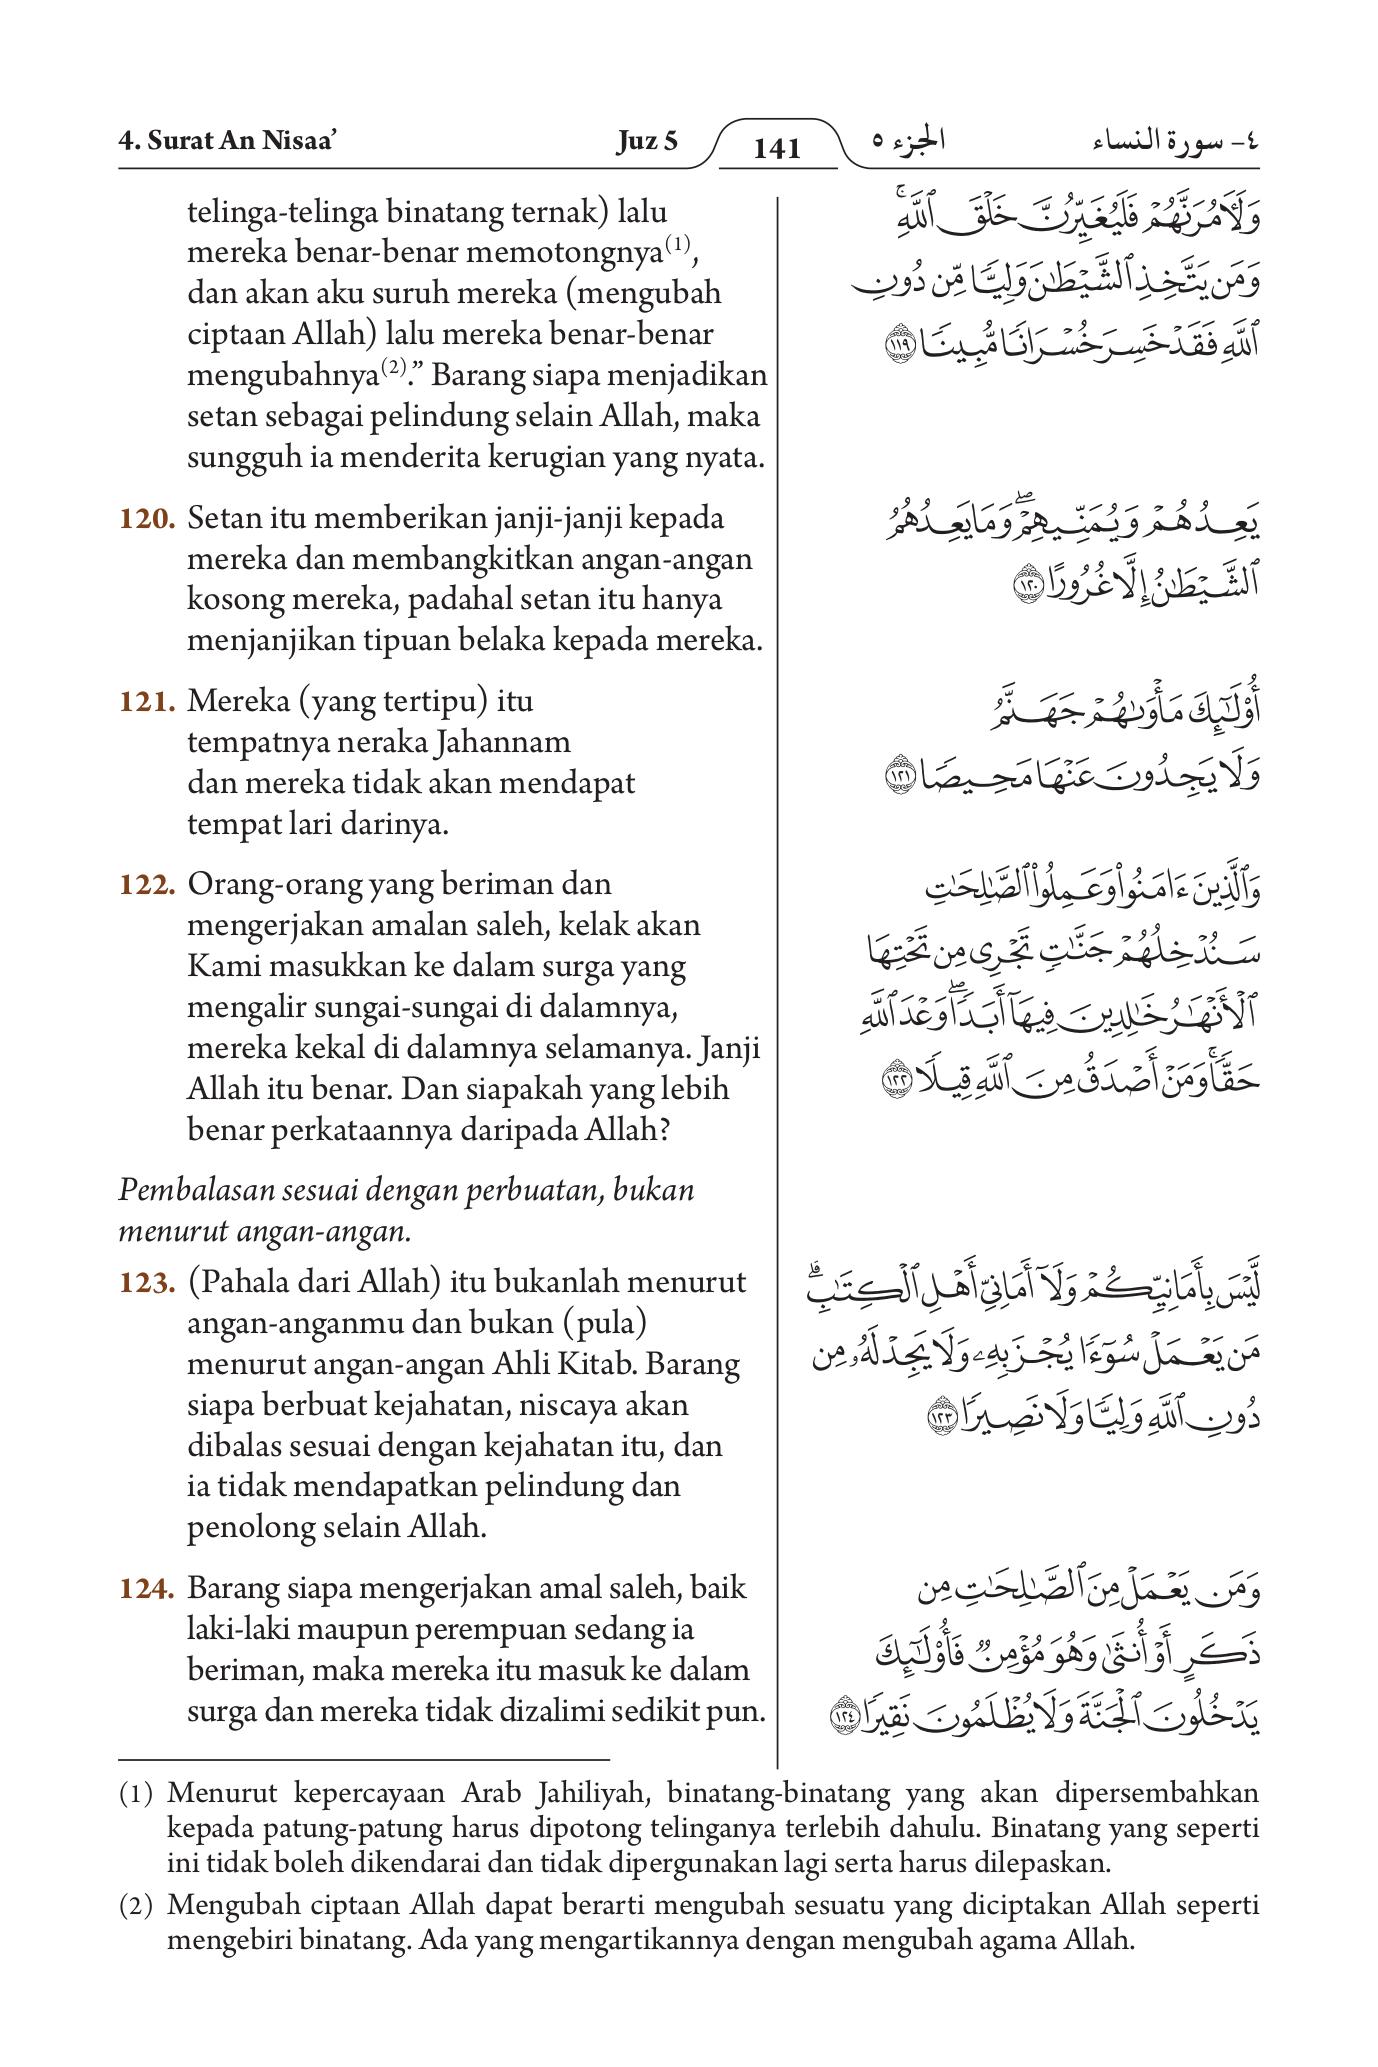 4. Surat An Nisaa’ Juz 5 141 الجزء ٥ ٤- سورة النساء
telinga-telinga binatang ternak) lalu
mereka benar-benar memotongnya(1),
dan akan aku suruh mereka (mengubah
ciptaan Allah) lalu mereka benar-benar
mengubahnya(2).” Barang siapa menjadikan
setan sebagai pelindung selain Allah, maka
sungguh ia menderita kerugian yang nyata.
120. Setan itu memberikan janji-janji kepada
mereka dan membangkitkan angan-angan
kosong mereka, padahal setan itu hanya
menjanjikan tipuan belaka kepada mereka.
121. Mereka (yang tertipu) itu
tempatnya neraka Jahannam
dan mereka tidak akan mendapat
tempat lari darinya.
122. Orang-orang yang beriman dan
mengerjakan amalan saleh, kelak akan
Kami masukkan ke dalam surga yang
mengalir sungai-sungai di dalamnya,
mereka kekal di dalamnya selamanya. Janji
Allah itu benar. Dan siapakah yang lebih
benar perkataannya daripada Allah?
Pembalasan sesuai dengan perbuatan, bukan
menurut angan-angan.
123. (Pahala dari Allah) itu bukanlah menurut
angan-anganmu dan bukan (pula)
menurut angan-angan Ahli Kitab. Barang
siapa berbuat kejahatan, niscaya akan
dibalas sesuai dengan kejahatan itu, dan
ia tidak mendapatkan pelindung dan
penolong selain Allah.
124. Barang siapa mengerjakan amal saleh, baik
laki-laki maupun perempuan sedang ia
beriman, maka mereka itu masuk ke dalam
surga dan mereka tidak dizalimi sedikit pun.
وَلَأٓمُرَنَّهُمۡ فَلَيُغَيِّرُنَّ خَلۡقَ ٱللَّهِۚ
وَمَن يَتَّخِذِ ٱلشَّيۡطَٰنَ وَلِيّٗا مِّن دُونِ
ٱللَّهِ فَقَدۡ خَسِرَ خُسۡرَانٗا مُّبِينٗا ١١٩
يَعِدُهُمۡ وَيُمَنِّيهِمۡۖ وَمَا يَعِدُهُمُ
ٱلشَّيۡطَٰنُ إِلَّا غُرُورًا ١٢٠
أُوْلَٰٓئِكَ مَأۡوَىٰهُمۡ جَهَنَّمُ
وَلَا يَجِدُونَ عَنۡهَا مَحِيصٗا ١٢١
وَٱلَّذِينَ ءَامَنُواْ وَعَمِلُواْ ٱلصَّٰلِحَٰتِ
سَنُدۡخِلُهُمۡ جَنَّٰتٖ تَجۡرِي مِن تَحۡتِهَا
ٱلۡأَنۡهَٰرُ خَٰلِدِينَ فِيهَآ أَبَدٗاۖ وَعۡدَ ٱللَّهِ
حَقّٗاۚ وَمَنۡ أَصۡدَقُ مِنَ ٱللَّهِ قِيلٗا ١٢٢
لَّيۡسَ بِأَمَانِيِّكُمۡ وَلَآ أَمَانِيِّ أَهۡلِ ٱلۡكِتَٰبِۗ
مَن يَعۡمَلۡ سُوٓءٗا يُجۡزَ بِهِۦ وَلَا يَجِدۡ لَهُۥ مِن
دُونِ ٱللَّهِ وَلِيّٗا وَلَا نَصِيرٗا ١٢٣
وَمَن يَعۡمَلۡ مِنَ ٱلصَّٰلِحَٰتِ مِن
ذَكَرٍ أَوۡ أُنثَىٰ وَهُوَ مُؤۡمِنٞ فَأُوْلَٰٓئِكَ
يَدۡخُلُونَ ٱلۡجَنَّةَ وَلَا يُظۡلَمُونَ نَقِيرٗا ١٢٤
(1) Menurut kepercayaan Arab Jahiliyah, binatang-binatang yang akan dipersembahkan
kepada patung-patung harus dipotong telinganya terlebih dahulu. Binatang yang seperti
ini tidak boleh dikendarai dan tidak dipergunakan lagi serta harus dilepaskan.
(2) Mengubah ciptaan Allah dapat berarti mengubah sesuatu yang diciptakan Allah seperti
mengebiri binatang. Ada yang mengartikannya dengan mengubah agama Allah.